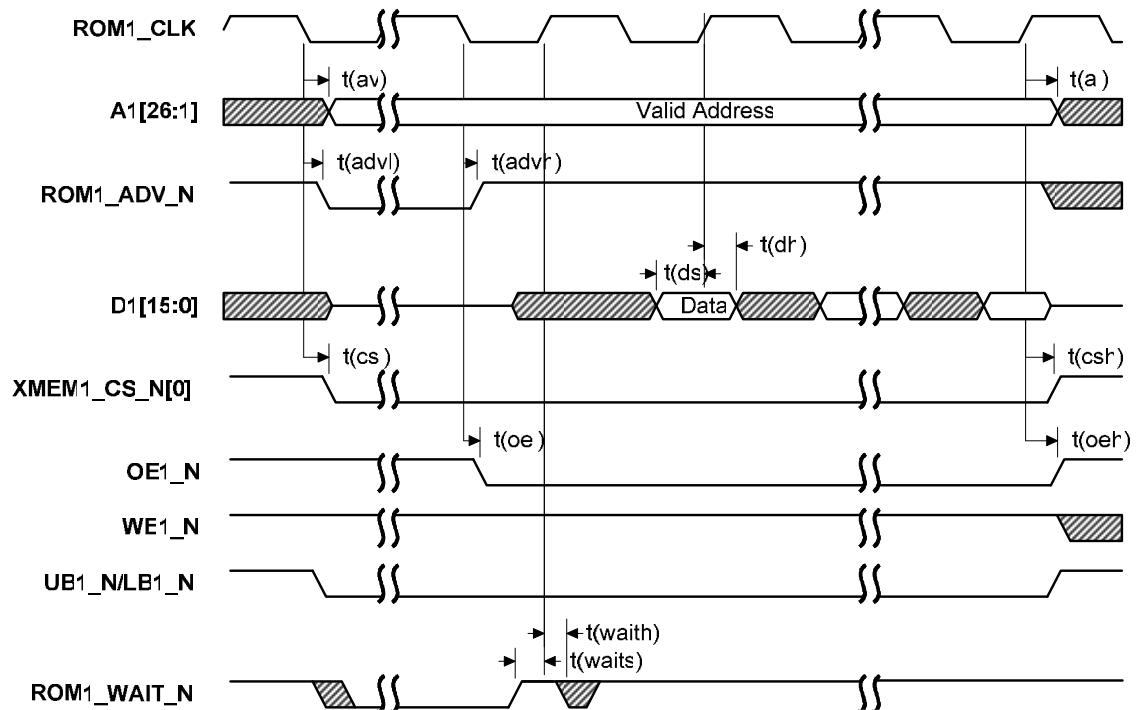 ROM1_CLK
t(av)
t(a)
A1[26:1]
Valid Address
t(advl)
t(advh)
ROM1_ADV_N
t(dh)
t(ds)
D1[15:0]
Data
t(cs)
t(csh)
XMEM1_CS_N[0]
t(oe)
t(oeh)
OE1_N
WE1_N
UB1_N/LB1_N
t(waith)
t(waits)
ROM1_WAIT_N